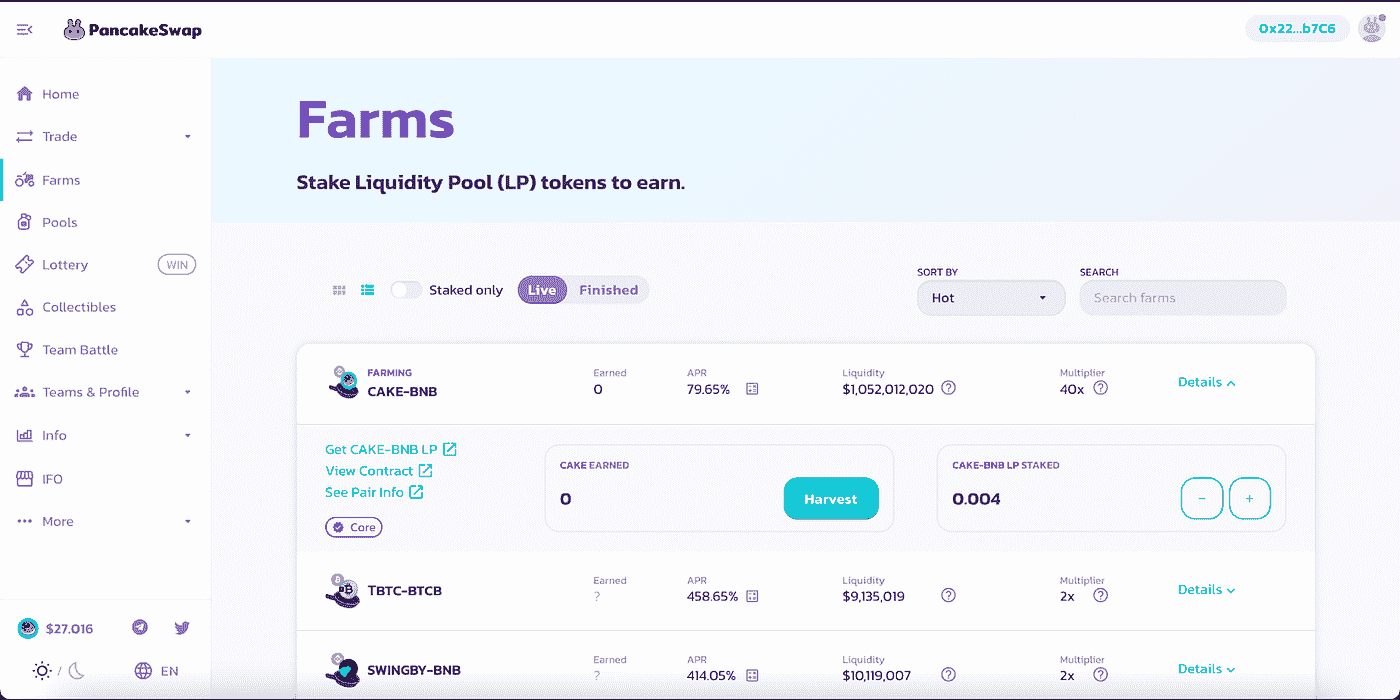 PancakeSwap
0x22...b7C6
Home
Trade
Farms
Pools
Lottery WIN
Collectibles
Team Battle
Teams & Profile
Info
IFO
More
$27.016
/
EN
Farms
Stake Liquidity Pool (LP) tokens to earn.
Staked only
Live Finished
SORT BY
Hot
SEARCH
Search farms
FARMING
CAKE-BNB
Earned
0
APR
79.65%
Liquidity
$1,052,012,020 ?
Multiplier
40x ?
Details
Get CAKE-BNB LP
View Contract
See Pair Info
Core
CAKE EARNED
0
Harvest
CAKE-BNB LP STAKED
0.004
- +
TBTC-BTCB
Earned
?
APR
458.65%
Liquidity
$9,135,019 ?
Multiplier
2x ?
Details
SWINGBY-BNB
Earned
?
APR
414.05%
Liquidity
$10,119,007 ?
Multiplier
2x ?
Details